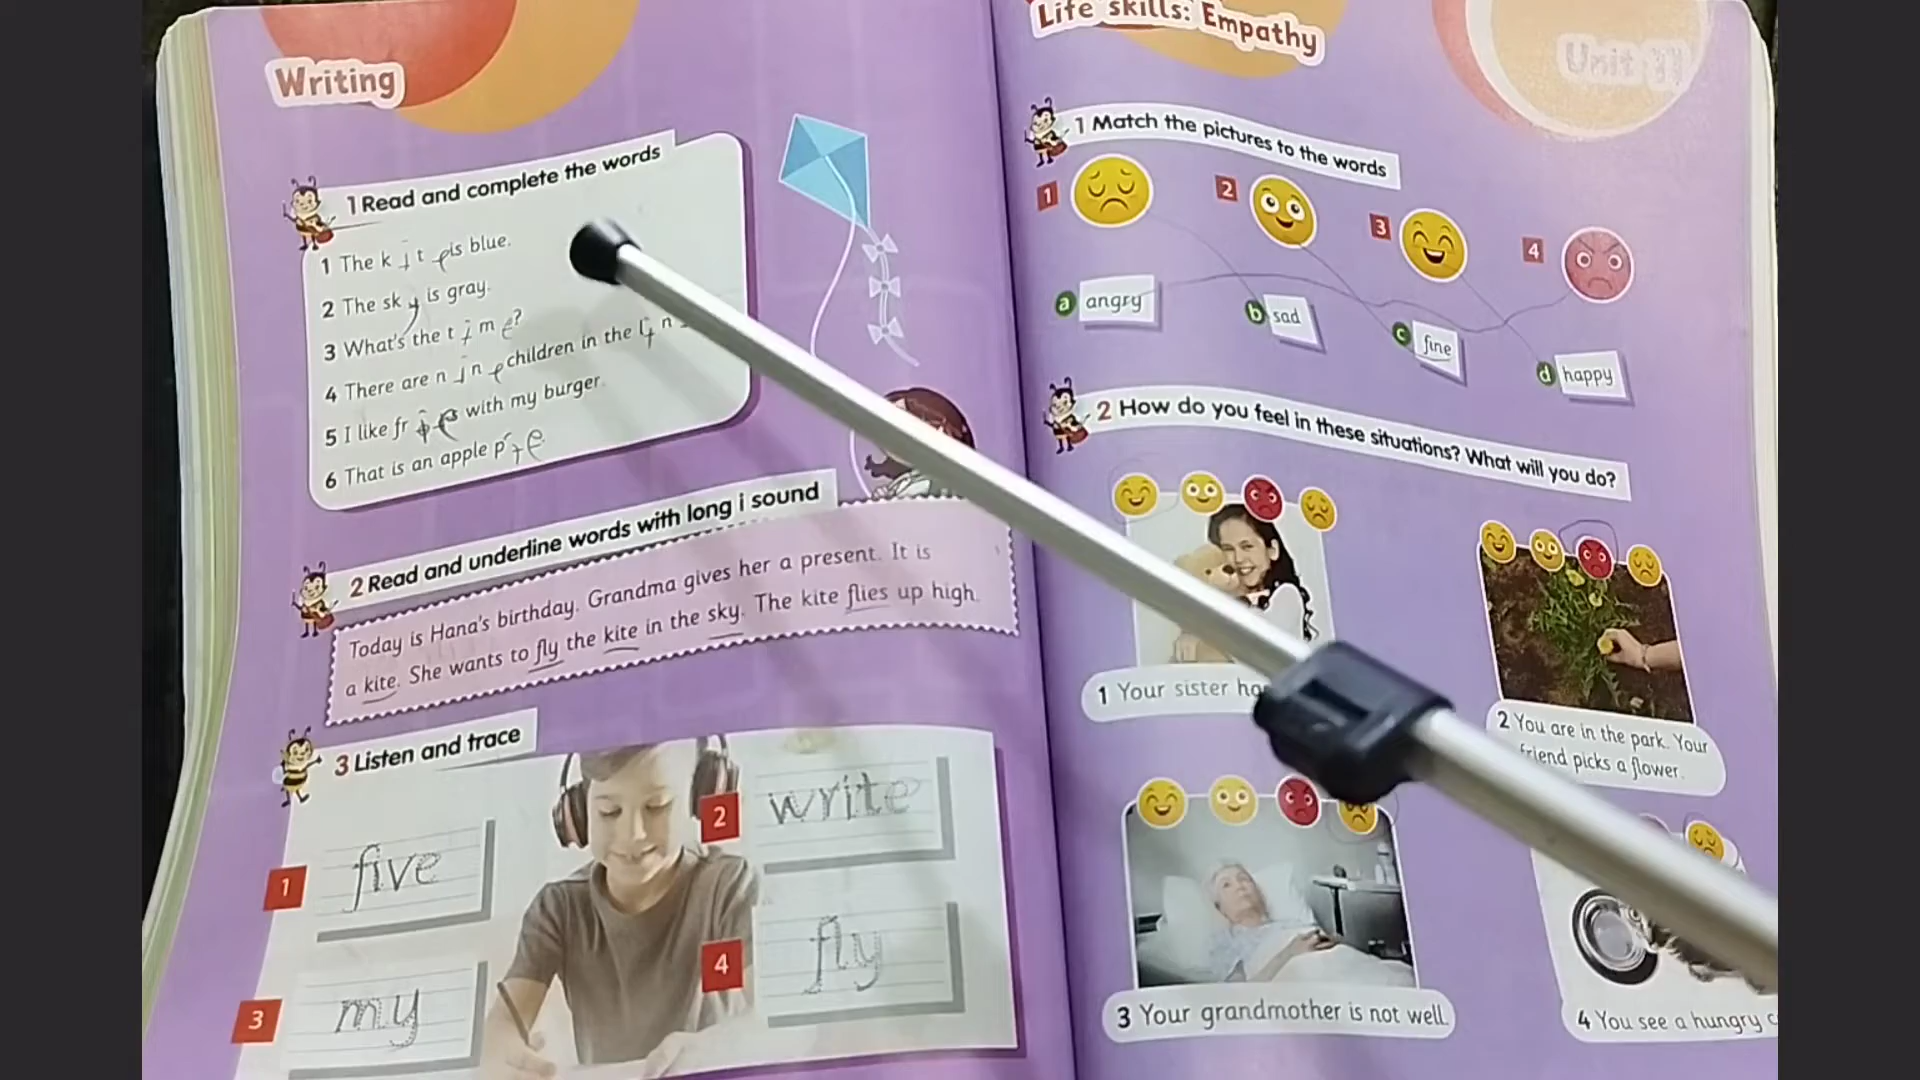 Writing
1 Read and complete the words
1 The k i t e is blue.
2 The sk y is gray.
3 What's the t i m e?
4 There are n i n e children in the l i n
5 I like fr i e s with my burger.
6 That is an apple p i e
2 Read and underline words with long i sound
Today is Hana's birthday. Grandma gives her a present. It is
a kite. She wants to fly the kite in the sky. The kite flies up high.
3 Listen and trace
1 five
2 write
3 my
4 fly
Life skills: Empathy
Unit 11
1 Match the pictures to the words
1
2
3
4
a angry
b sad
c fine
d happy
2 How do you feel in these situations? What will you do?
1 Your sister
2 You are in the park. Your
friend picks a flower.
3 Your grandmother is not well.
4 You see a hungry